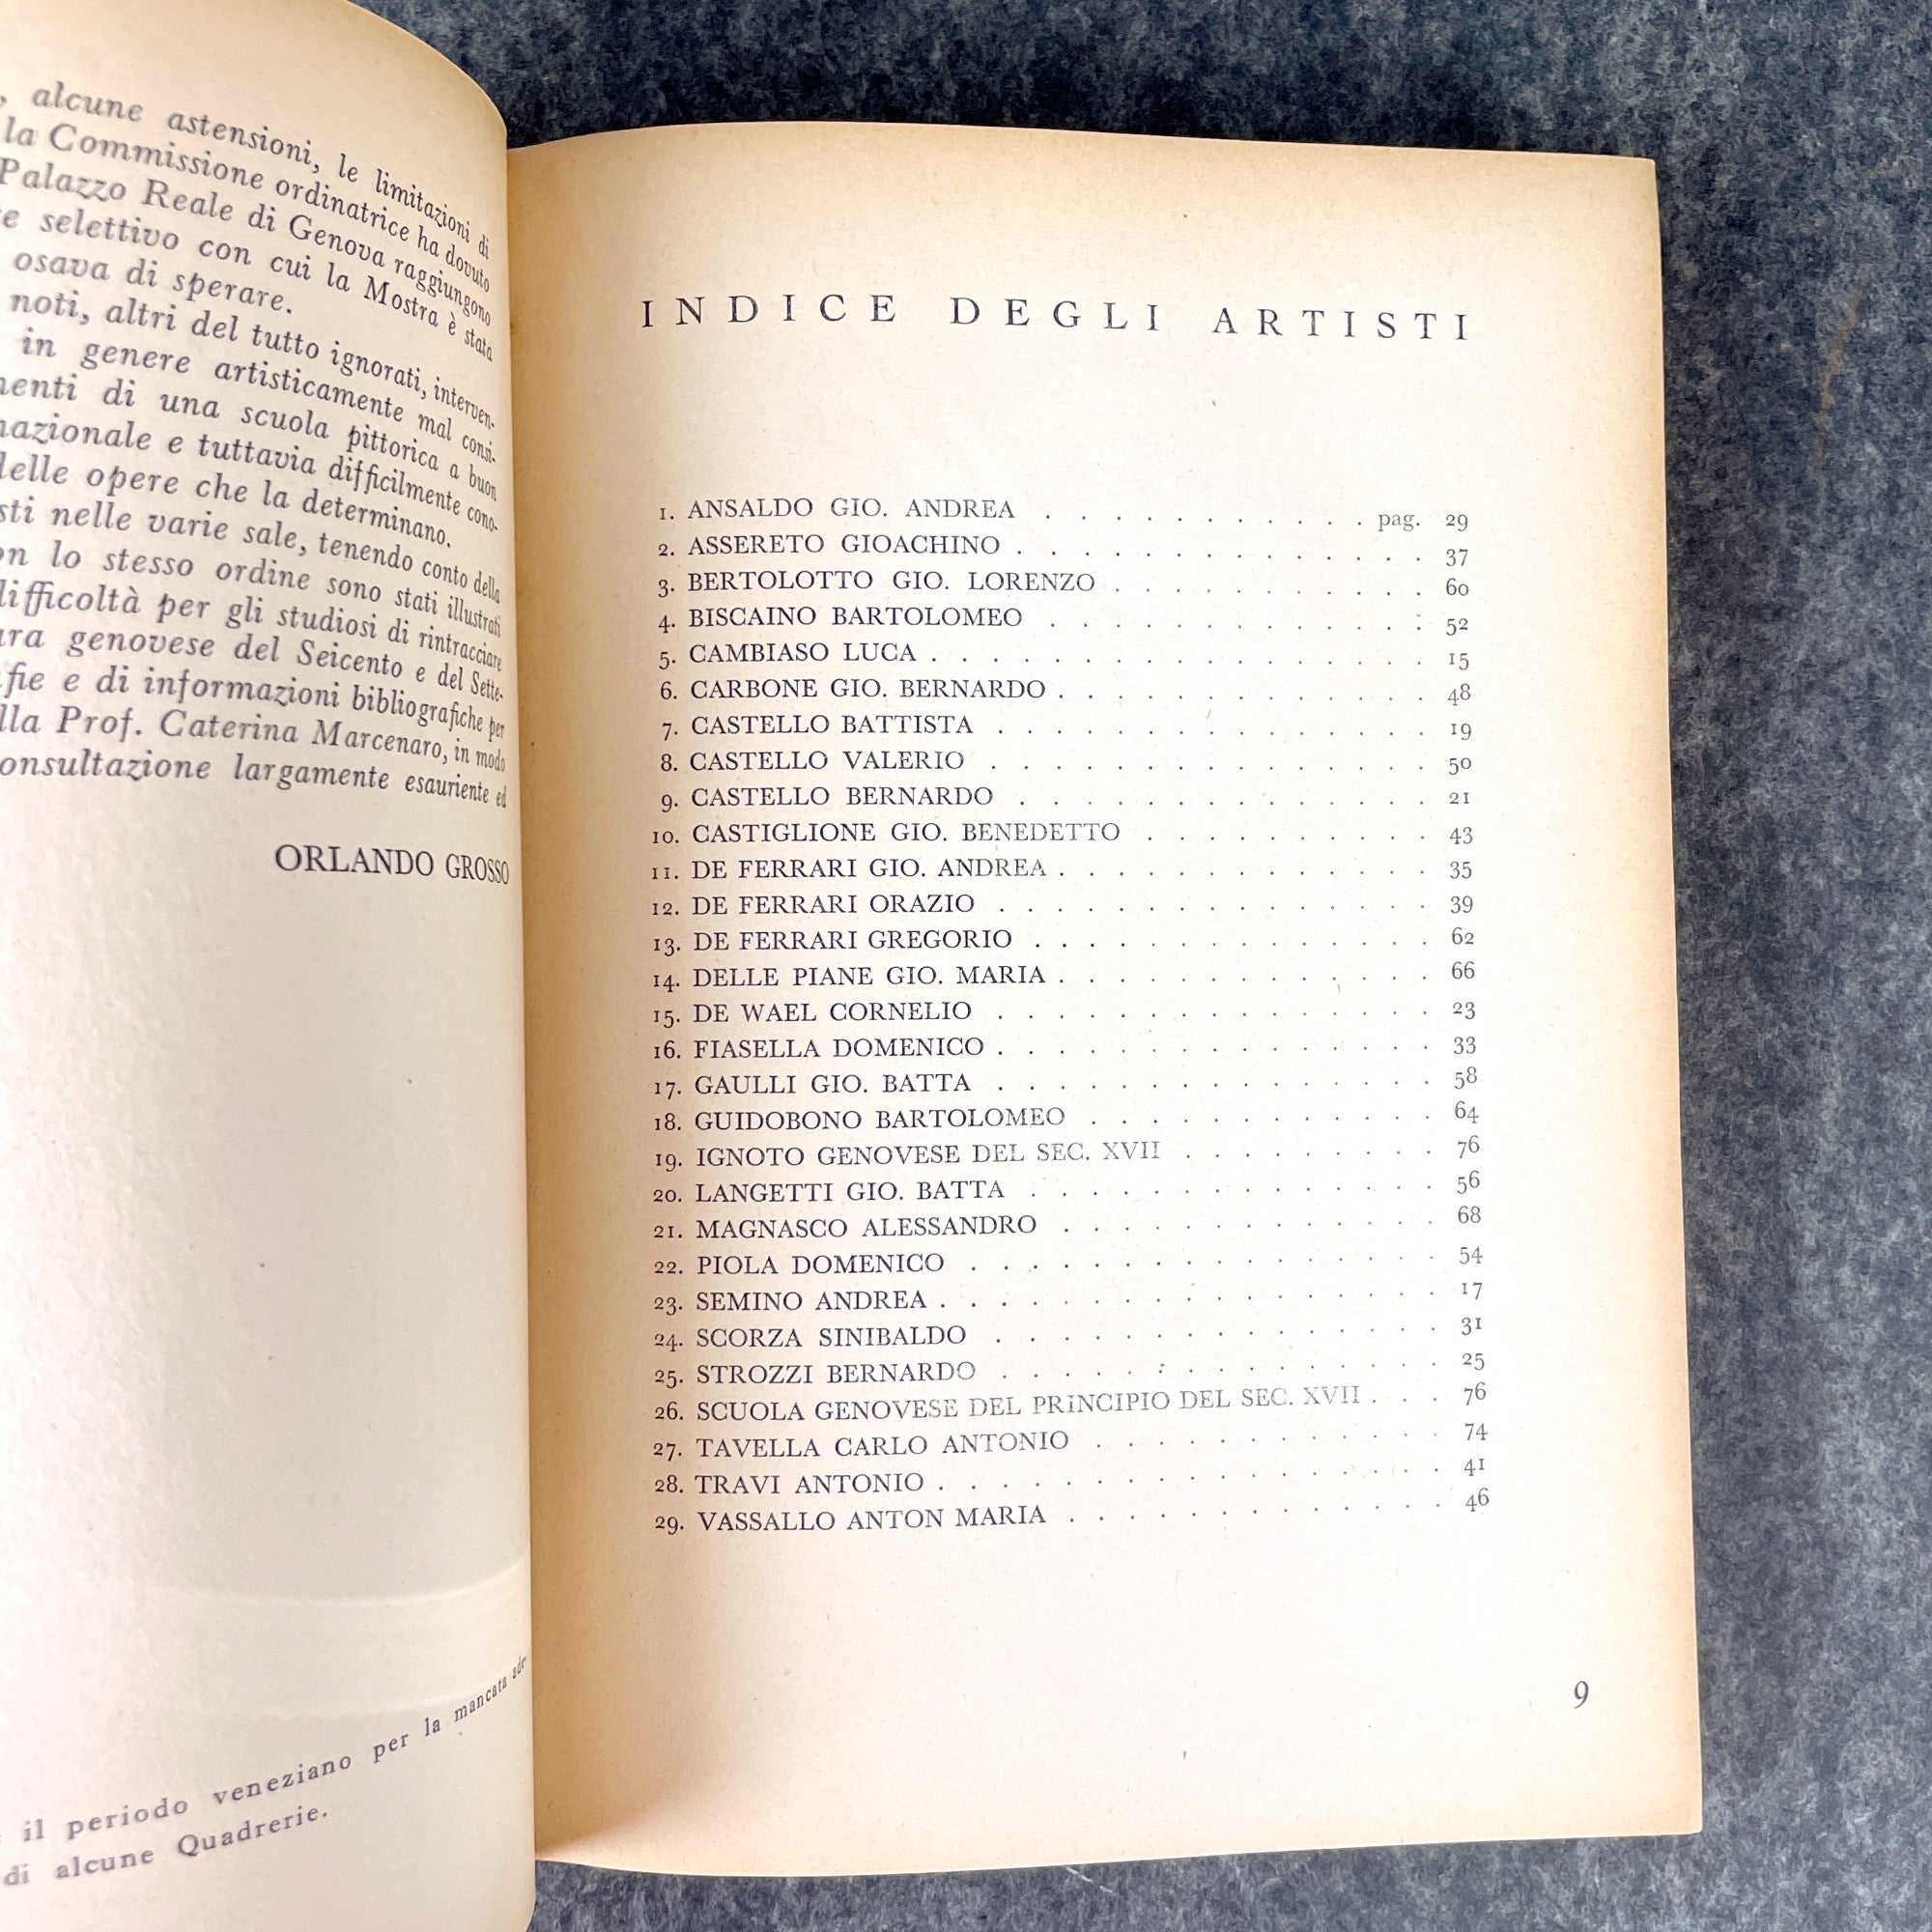 , alcune astensioni, le limitazioni di
la Commissione ordinatrice ha dovuto
Palazzo Reale di Genova raggiungono
selettivo con cui la Mostra è stata
osava di sperare.
noti, altri del tutto ignorati, interven-
in genere artisticamente mal consi-
menti di una scuola pittorica a buon
nazionale e tuttavia difficilmente cono-
delle opere che la determinano.
sti nelle varie sale, tenendo conto della
on lo stesso ordine sono stati illustrati
difficoltà per gli studiosi di rintracciare
ura genovese del Seicento e del Sette-
fie e di informazioni bibliografiche per
lla Prof. Caterina Marcenaro, in modo
onsultazione largamente esauriente ed
ORLANDO GROSSO
il periodo veneziano per la mancata ade-
di alcune Quadrerie.
INDICE DEGLI ARTISTI
1. ANSALDO GIO. ANDREA . . . . . . . . . . . pag. 29
2. ASSERETO GIOACHINO . . . . . . . . . . . . . 37
3. BERTOLOTTO GIO. LORENZO . . . . . . . . . . . 60
4. BISCAINO BARTOLOMEO . . . . . . . . . . . . . 52
5. CAMBIASO LUCA . . . . . . . . . . . . . . . . 15
6. CARBONE GIO. BERNARDO . . . . . . . . . . . . 48
7. CASTELLO BATTISTA . . . . . . . . . . . . . . 19
8. CASTELLO VALERIO . . . . . . . . . . . . . . 50
9. CASTELLO BERNARDO . . . . . . . . . . . . . . 21
10. CASTIGLIONE GIO. BENEDETTO . . . . . . . . . 43
11. DE FERRARI GIO. ANDREA . . . . . . . . . . . 35
12. DE FERRARI ORAZIO . . . . . . . . . . . . . 39
13. DE FERRARI GREGORIO . . . . . . . . . . . . 62
14. DELLE PIANE GIO. MARIA . . . . . . . . . . . 66
15. DE WAEL CORNELIO . . . . . . . . . . . . . . 23
16. FIASELLA DOMENICO . . . . . . . . . . . . . 33
17. GAULLI GIO. BATTA . . . . . . . . . . . . . 58
18. GUIDOBONO BARTOLOMEO . . . . . . . . . . . . 64
19. IGNOTO GENOVESE DEL SEC. XVII . . . . . . . . 76
20. LANGETTI GIO. BATTA . . . . . . . . . . . . 56
21. MAGNASCO ALESSANDRO . . . . . . . . . . . . 68
22. PIOLA DOMENICO . . . . . . . . . . . . . . . 54
23. SEMINO ANDREA . . . . . . . . . . . . . . . 17
24. SCORZA SINIBALDO . . . . . . . . . . . . . . 31
25. STROZZI BERNARDO . . . . . . . . . . . . . . 25
26. SCUOLA GENOVESE DEL PRINCIPIO DEL SEC. XVII . . . 76
27. TAVELLA CARLO ANTONIO . . . . . . . . . . . 74
28. TRAVI ANTONIO . . . . . . . . . . . . . . . 41
29. VASSALLO ANTON MARIA . . . . . . . . . . . . 46
9